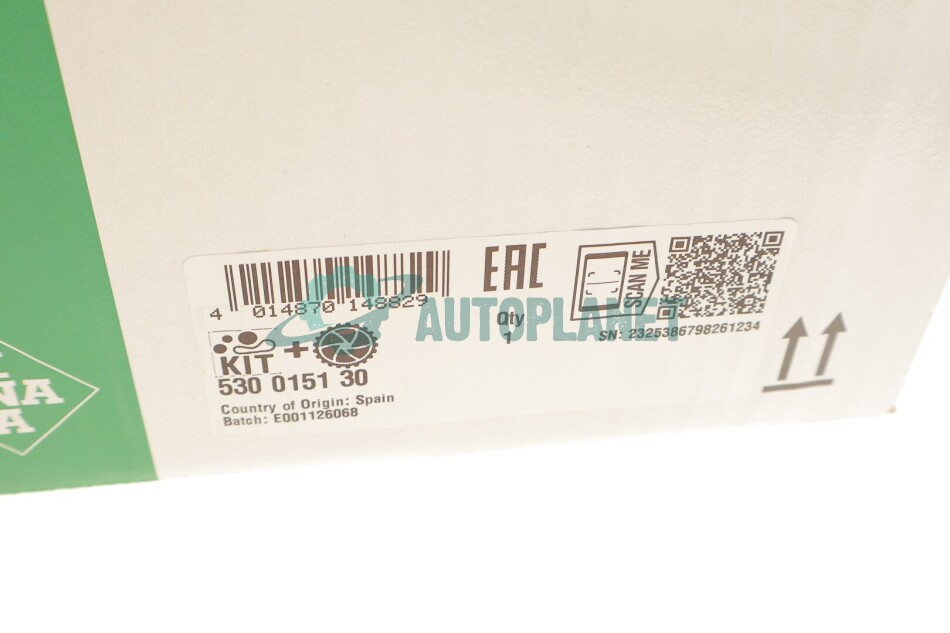 EAC
SCAN ME
4 014870 148829
AUTOPLANET
Qty
1
SN: 2325386798261234
KIT +
530 0151 30
Country of Origin: Spain
Batch: E001126068
NA
A